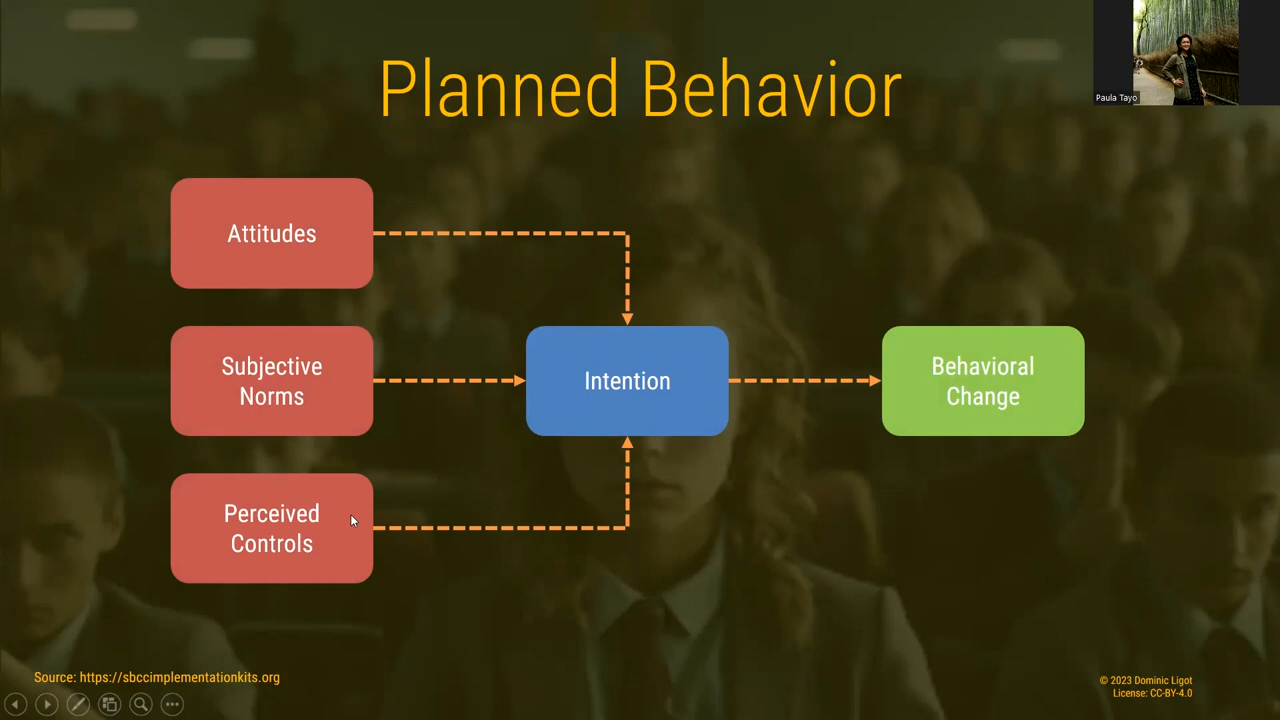 Planned Behavior
Paula Tayo
Attitudes
Subjective
Norms
Intention
Behavioral
Change
Perceived
Controls
Source: https://sbccimplementationkits.org
© 2023 Dominic Ligot
License: CC-BY-4.0